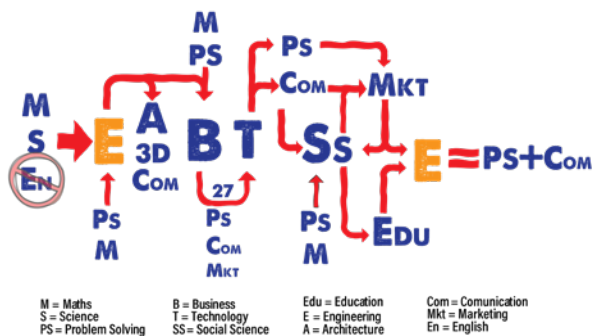 M
PS
PS
COM
MKT
M
S
EN
E
A
3D
COM
B
T
SS
E
=
PS+COM
27
PS
M
PS
COM
MKT
PS
M
EDU
M = Maths
S = Science
PS = Problem Solving
B = Business
T = Technology
SS = Social Science
Edu = Education
E = Engineering
A = Architecture
Com = Comunication
Mkt = Marketing
En = English